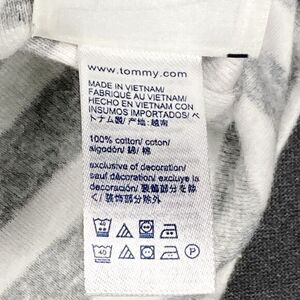 www.tommy.com
MADE IN VIETNAM/
FABRIQUÉ AU VIETNAM/
HECHO EN VIETNAM CON
INSUMOS IMPORTADOS/ベ
トナム製/产地:越南
100% cotton/ coton/
algodón/ 綿/ 棉
exclusive of decoration/
sauf décoration/ excluye la
decoración/ 装飾部分を除
く/ 装饰部分除外
40
40
P